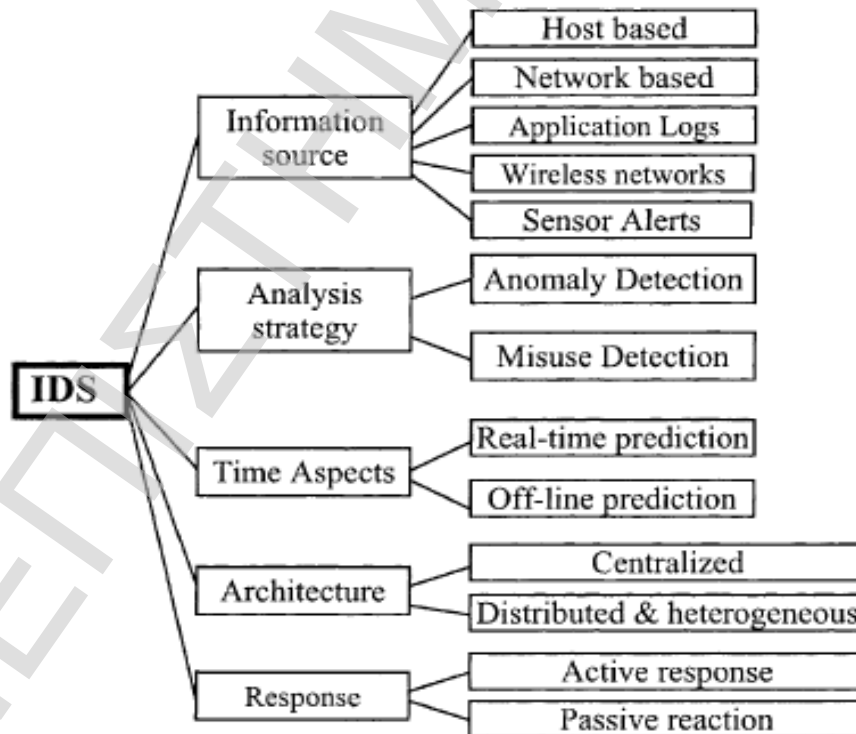 IDS
Information
source
Host based
Network based
Application Logs
Wireless networks
Sensor Alerts
Analysis
strategy
Anomaly Detection
Misuse Detection
Time Aspects
Real-time prediction
Off-line prediction
Architecture
Centralized
Distributed & heterogeneous
Response
Active response
Passive reaction